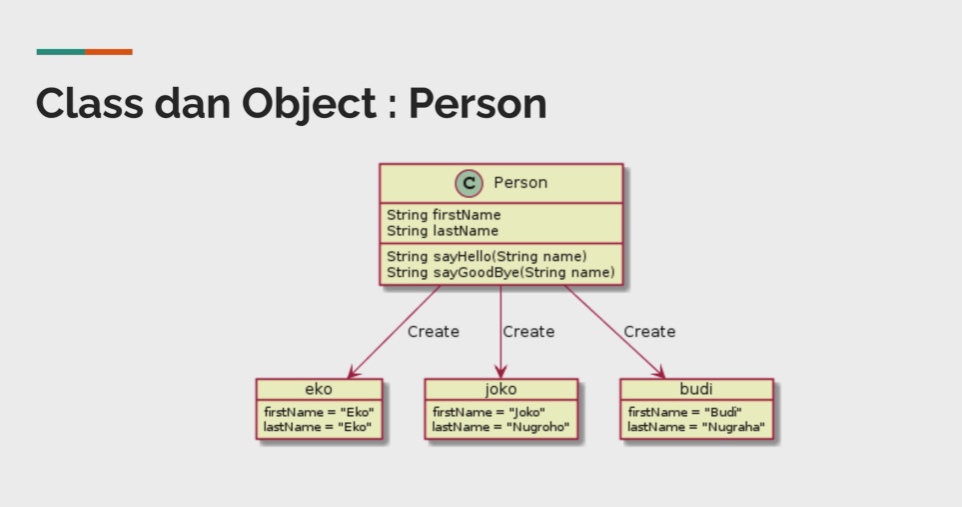 Class dan Object : Person
C Person
String firstName
String lastName
String sayHello(String name)
String sayGoodBye(String name)
Create
Create
Create
eko
firstName = "Eko"
lastName = "Eko"
joko
firstName = "Joko"
lastName = "Nugroho"
budi
firstName = "Budi"
lastName = "Nugraha"